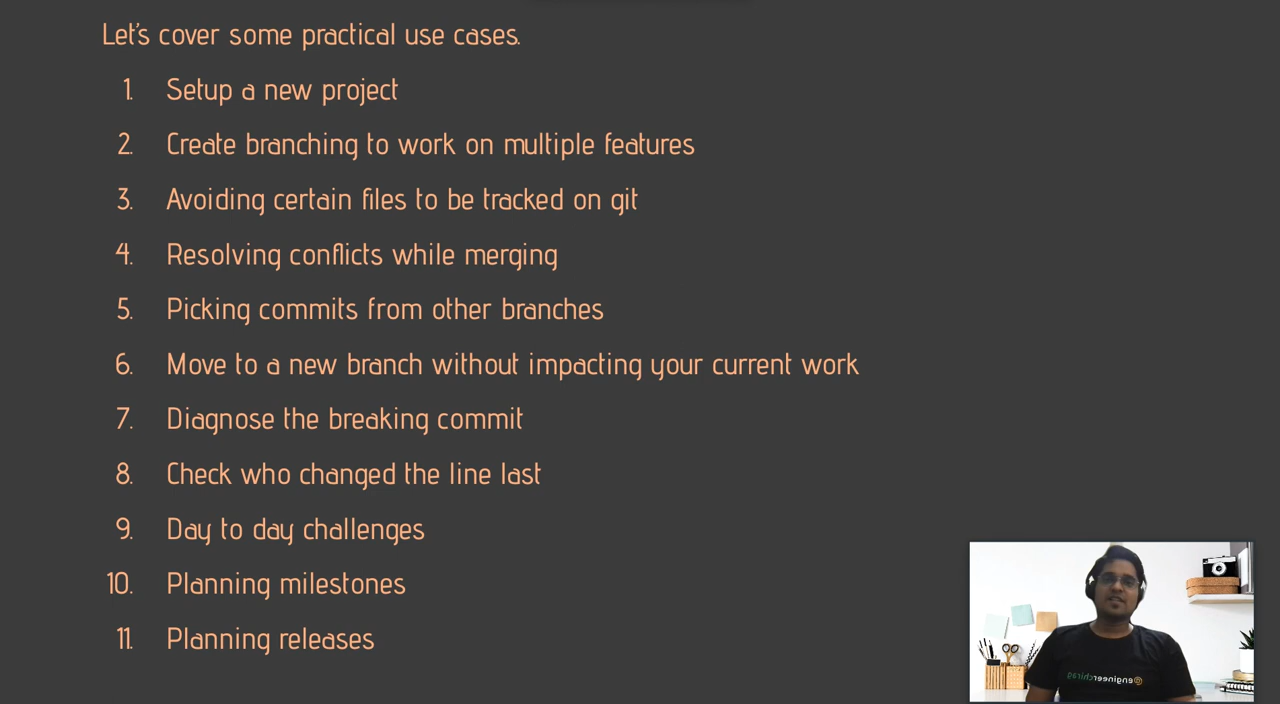 Let's cover some practical use cases.
1. Setup a new project
2. Create branching to work on multiple features
3. Avoiding certain files to be tracked on git
4. Resolving conflicts while merging
5. Picking commits from other branches
6. Move to a new branch without impacting your current work
7. Diagnose the breaking commit
8. Check who changed the line last
9. Day to day challenges
10. Planning milestones
11. Planning releases
@engineerchirag